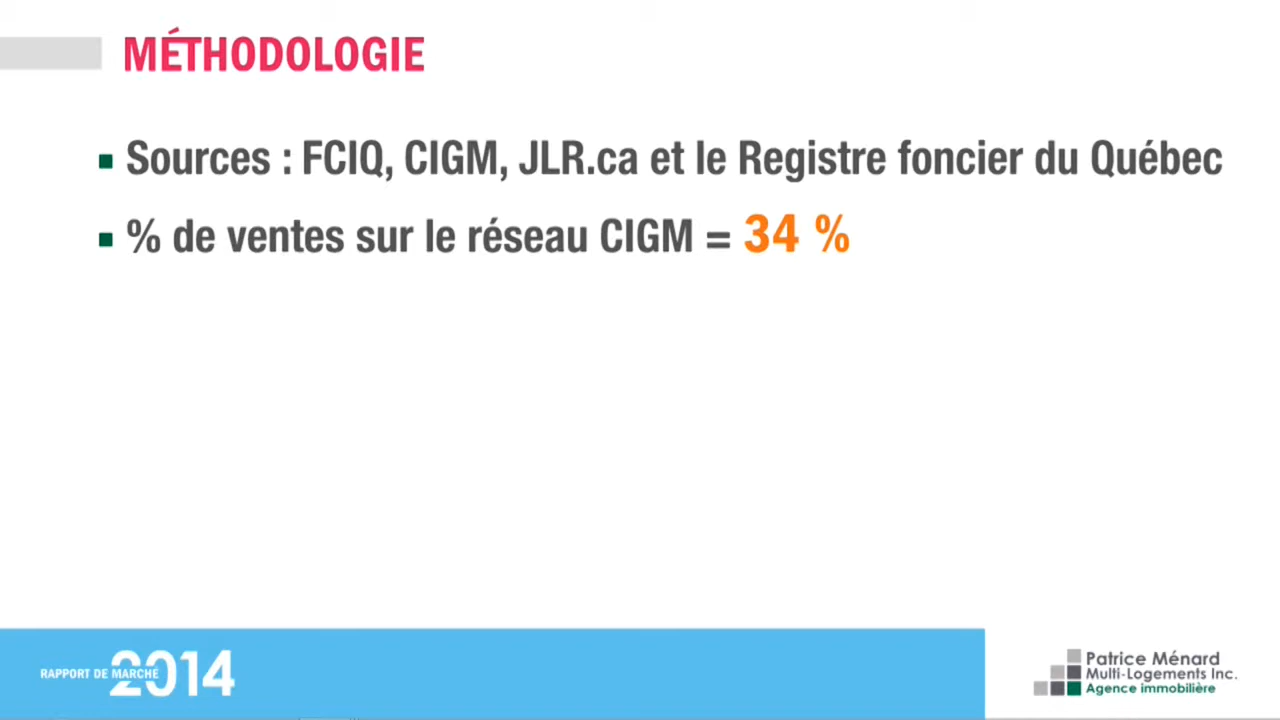 MÉTHODOLOGIE
Sources : FCIQ, CIGM, JLR.ca et le Registre foncier du Québec
% de ventes sur le réseau CIGM = 34 %
RAPPORT DE MARCHÉ 2014
Patrice Ménard
Multi-Logements Inc.
Agence immobilière